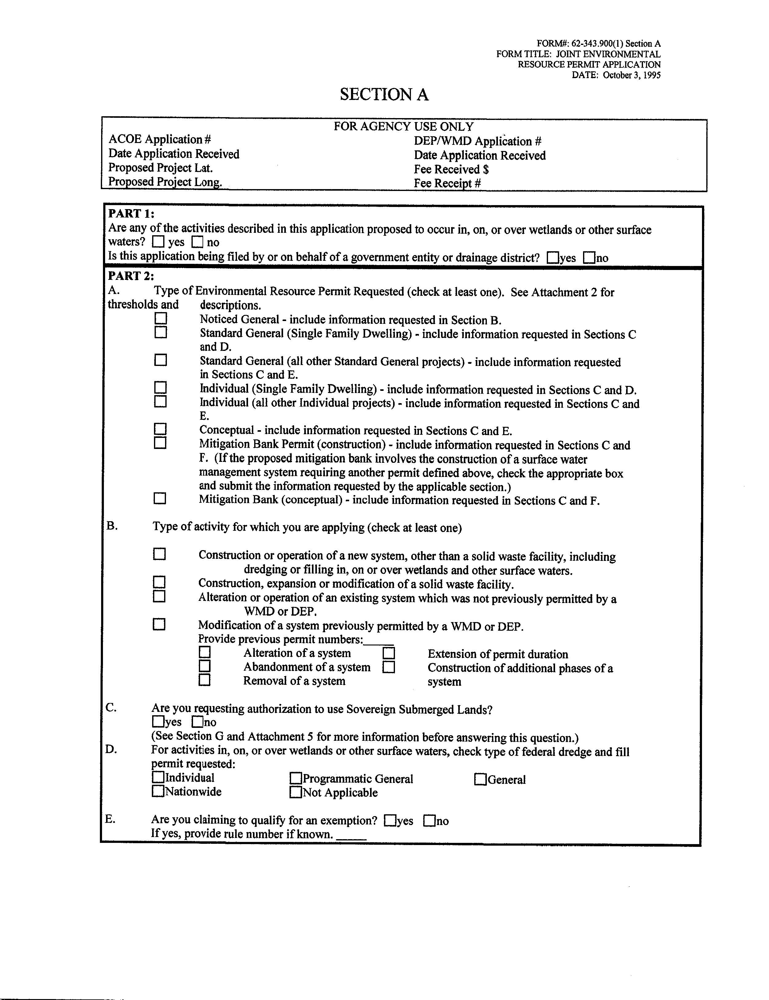 FORM#: 62-343.900(1) Section A
FORM TITLE: JOINT ENVIRONMENTAL
RESOURCE PERMIT APPLICATION
DATE: October 3, 1995
SECTION A
FOR AGENCY USE ONLY
ACOE Application # DEP/WMD Application #
Date Application Received Date Application Received
Proposed Project Lat. Fee Received $
Proposed Project Long. Fee Receipt #
PART 1:
Are any of the activities described in this application proposed to occur in, on, or over wetlands or other surface
waters? ☐ yes ☐ no
Is this application being filed by or on behalf of a government entity or drainage district? ☐yes ☐no
PART 2:
A. Type of Environmental Resource Permit Requested (check at least one). See Attachment 2 for
thresholds and descriptions.
☐ Noticed General - include information requested in Section B.
☐ Standard General (Single Family Dwelling) - include information requested in Sections C
and D.
☐ Standard General (all other Standard General projects) - include information requested
in Sections C and E.
☐ Individual (Single Family Dwelling) - include information requested in Sections C and D.
☐ Individual (all other Individual projects) - include information requested in Sections C and
E.
☐ Conceptual - include information requested in Sections C and E.
☐ Mitigation Bank Permit (construction) - include information requested in Sections C and
F. (If the proposed mitigation bank involves the construction of a surface water
management system requiring another permit defined above, check the appropriate box
and submit the information requested by the applicable section.)
☐ Mitigation Bank (conceptual) - include information requested in Sections C and F.
B. Type of activity for which you are applying (check at least one)
☐ Construction or operation of a new system, other than a solid waste facility, including
dredging or filling in, on or over wetlands and other surface waters.
☐ Construction, expansion or modification of a solid waste facility.
☐ Alteration or operation of an existing system which was not previously permitted by a
WMD or DEP.
☐ Modification of a system previously permitted by a WMD or DEP.
Provide previous permit numbers:_____
☐ Alteration of a system ☐ Extension of permit duration
☐ Abandonment of a system ☐ Construction of additional phases of a
☐ Removal of a system system
C. Are you requesting authorization to use Sovereign Submerged Lands?
☐yes ☐no
(See Section G and Attachment 5 for more information before answering this question.)
D. For activities in, on, or over wetlands or other surface waters, check type of federal dredge and fill
permit requested:
☐Individual ☐Programmatic General ☐General
☐Nationwide ☐Not Applicable
E. Are you claiming to qualify for an exemption? ☐yes ☐no
If yes, provide rule number if known. _____